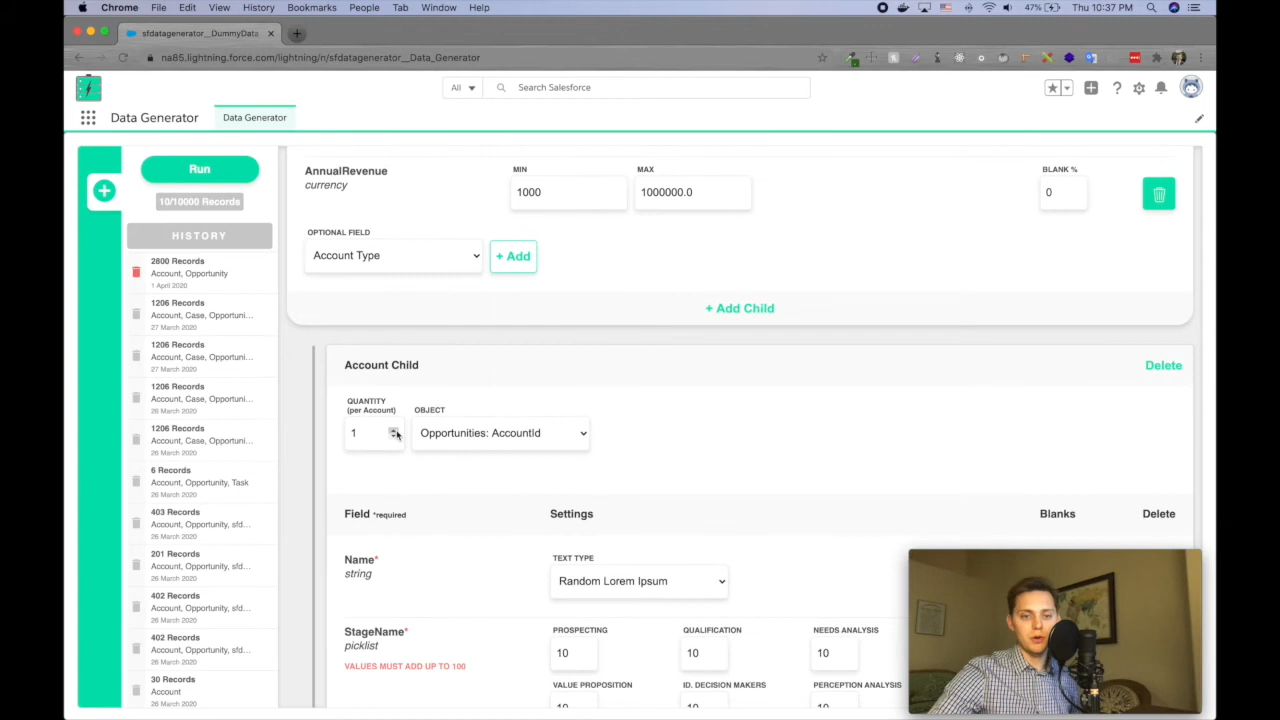 Chrome File Edit View History Bookmarks People Tab Window Help 47% Thu 10:37 PM
sfdatagenerator__DummyData
na85.lightning.force.com/lightning/n/sfdatagenerator__Data_Generator
All Search Salesforce
Data Generator Data Generator
Run
10/10000 Records
HISTORY
2800 Records
Account, Opportunity
1 April 2020
1206 Records
Account, Case, Opportuni...
27 March 2020
1206 Records
Account, Case, Opportuni...
27 March 2020
1206 Records
Account, Case, Opportuni...
26 March 2020
1206 Records
Account, Case, Opportuni...
26 March 2020
6 Records
Account, Opportunity, Task
26 March 2020
403 Records
Account, Opportunity, sfd...
26 March 2020
201 Records
Account, Opportunity, sfd...
26 March 2020
402 Records
Account, Opportunity, sfd...
26 March 2020
402 Records
Account, Opportunity, sfd...
26 March 2020
30 Records
Account
AnnualRevenue
currency
MIN MAX BLANK %
1000 1000000.0 0
OPTIONAL FIELD
Account Type + Add
+ Add Child
Account Child Delete
QUANTITY
(per Account) OBJECT
1 Opportunities: AccountId
Field *required Settings Blanks Delete
Name*
string
TEXT TYPE
Random Lorem Ipsum
StageName*
picklist
VALUES MUST ADD UP TO 100
PROSPECTING QUALIFICATION NEEDS ANALYSIS
10 10 10
VALUE PROPOSITION ID. DECISION MAKERS PERCEPTION ANALYSIS
10 10 10